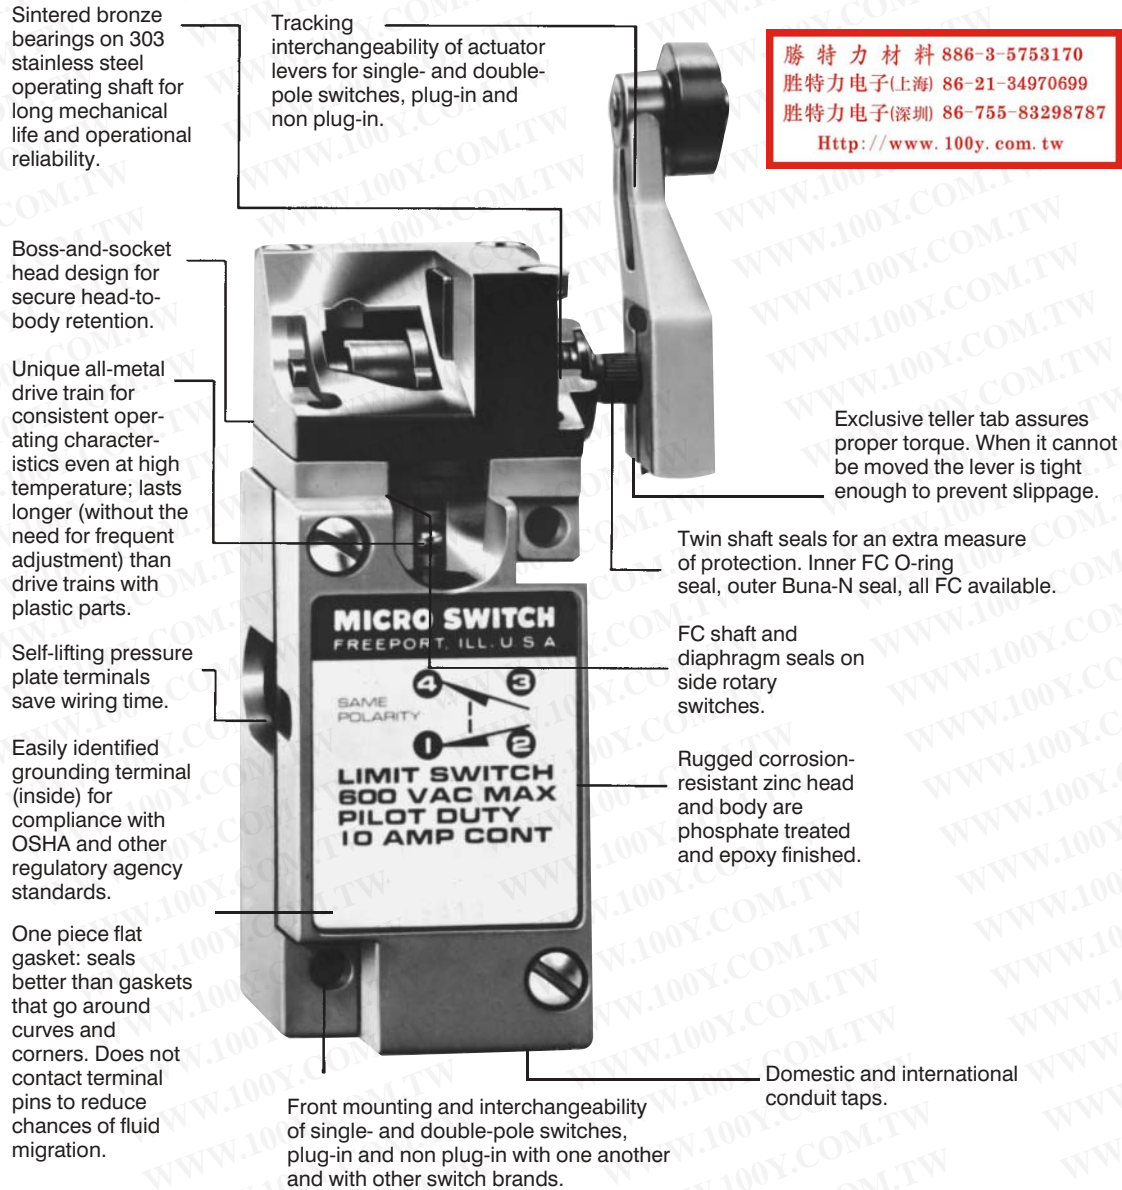 Sintered bronze
bearings on 303
stainless steel
operating shaft for
long mechanical
life and operational
reliability.
Tracking
interchangeability of actuator
levers for single- and double-
pole switches, plug-in and
non plug-in.
勝特力材料 886-3-5753170
胜特力电子(上海) 86-21-34970699
胜特力电子(深圳) 86-755-83298787
Http://www.100y.com.tw
Boss-and-socket
head design for
secure head-to-
body retention.
Unique all-metal
drive train for
consistent oper-
ating character-
istics even at high
temperature; lasts
longer (without the
need for frequent
adjustment) than
drive trains with
plastic parts.
Self-lifting pressure
plate terminals
save wiring time.
Easily identified
grounding terminal
(inside) for
compliance with
OSHA and other
regulatory agency
standards.
One piece flat
gasket: seals
better than gaskets
that go around
curves and
corners. Does not
contact terminal
pins to reduce
chances of fluid
migration.
Exclusive teller tab assures
proper torque. When it cannot
be moved the lever is tight
enough to prevent slippage.
Twin shaft seals for an extra measure
of protection. Inner FC O-ring
seal, outer Buna-N seal, all FC available.
FC shaft and
diaphragm seals on
side rotary
switches.
Rugged corrosion-
resistant zinc head
and body are
phosphate treated
and epoxy finished.
MICRO SWITCH
FREEPORT, ILL. U S A
4 3
SAME
POLARITY
1 2
LIMIT SWITCH
600 VAC MAX
PILOT DUTY
10 AMP CONT
Domestic and international
conduit taps.
Front mounting and interchangeability
of single- and double-pole switches,
plug-in and non plug-in with one another
and with other switch brands.
WWW.100Y.COM.TW